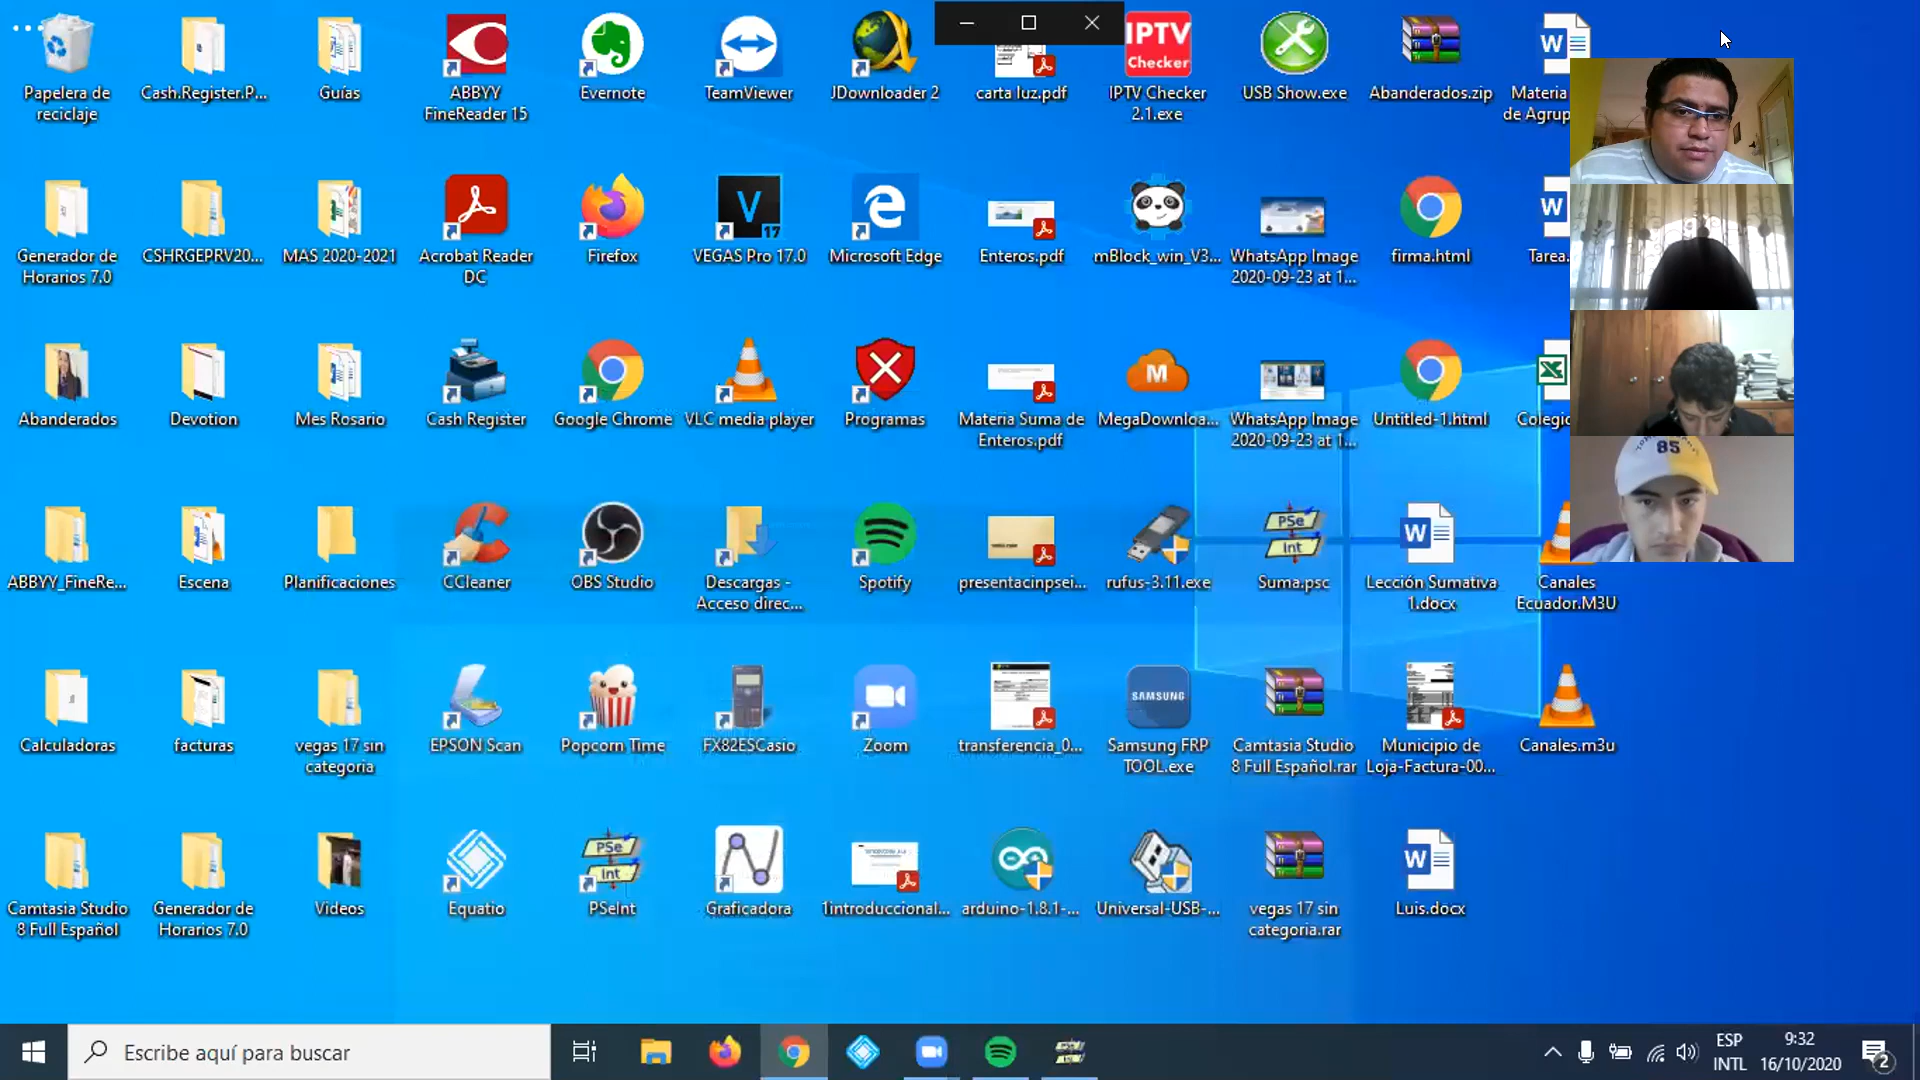 Papelera de
reciclaje
Cash.Register.P...
Guías
ABBYY
FineReader 15
Evernote
TeamViewer
JDownloader 2
carta luz.pdf
IPTV
Checker
IPTV Checker
2.1.exe
USB Show.exe
Abanderados.zip
Materia
de Agrup
Generador de
Horarios 7.0
CSHRGEPRV20...
MAS 2020-2021
Acrobat Reader
DC
Firefox
V
17
VEGAS Pro 17.0
Microsoft Edge
Enteros.pdf
mBlock_win_V3...
WhatsApp Image
2020-09-23 at 1...
firma.html
Tarea.
Abanderados
Devotion
Mes Rosario
Cash Register
Google Chrome
VLC media player
Programas
Materia Suma de
Enteros.pdf
M
MegaDownloa...
WhatsApp Image
2020-09-23 at 1...
Untitled-1.html
Colegio
85
ABBYY_FineRe...
Escena
Planificaciones
CCleaner
OBS Studio
Descargas -
Acceso direc...
Spotify
presentacinpsei...
rufus-3.11.exe
PSe
Int
Suma.psc
W
Lección Sumativa
1.docx
Canales
Ecuador.M3U
Calculadoras
facturas
vegas 17 sin
categoria
EPSON Scan
Popcorn Time
FX82ESCasio
Zoom
transferencia_0...
SAMSUNG
Samsung FRP
TOOL.exe
Camtasia Studio
8 Full Español.rar
Municipio de
Loja-Factura-00...
Canales.m3u
Camtasia Studio
8 Full Español
Generador de
Horarios 7.0
Videos
Equatio
PSe
Int
PSeInt
Graficadora
1introduccional...
arduino-1.8.1-...
Universal-USB-...
vegas 17 sin
categoria.rar
W
Luis.docx
Escribe aquí para buscar
ESP
INTL
9:32
16/10/2020
2